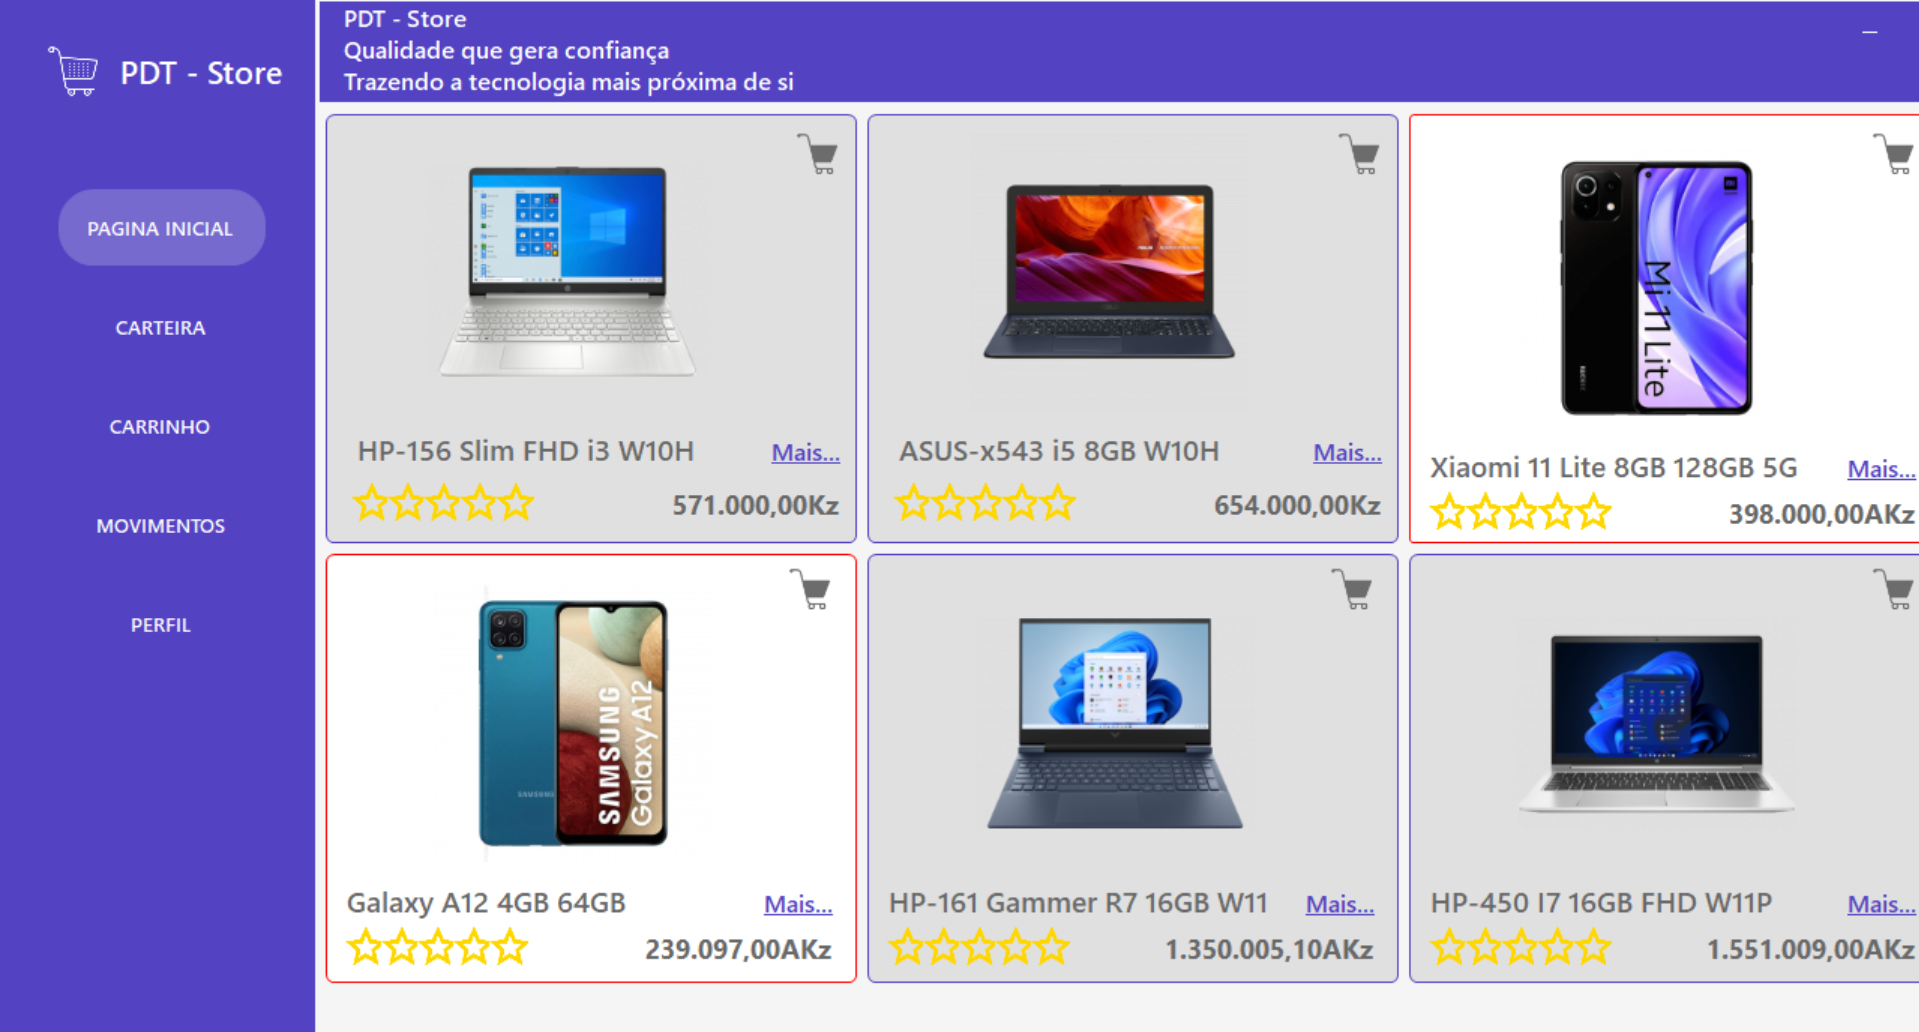 PDT - Store
PAGINA INICIAL
CARTEIRA
CARRINHO
MOVIMENTOS
PERFIL
PDT - Store
Qualidade que gera confiança
Trazendo a tecnologia mais próxima de si
HP-156 Slim FHD i3 W10H
Mais...
571.000,00Kz
ASUS-x543 i5 8GB W10H
Mais...
654.000,00Kz
Mi 11 Lite
Xiaomi 11 Lite 8GB 128GB 5G
Mais...
398.000,00AKz
SAMSUNG
SAMSUNG
Galaxy A12
Galaxy A12 4GB 64GB
Mais...
239.097,00AKz
HP-161 Gammer R7 16GB W11
Mais...
1.350.005,10AKz
HP-450 I7 16GB FHD W11P
Mais...
1.551.009,00AKz